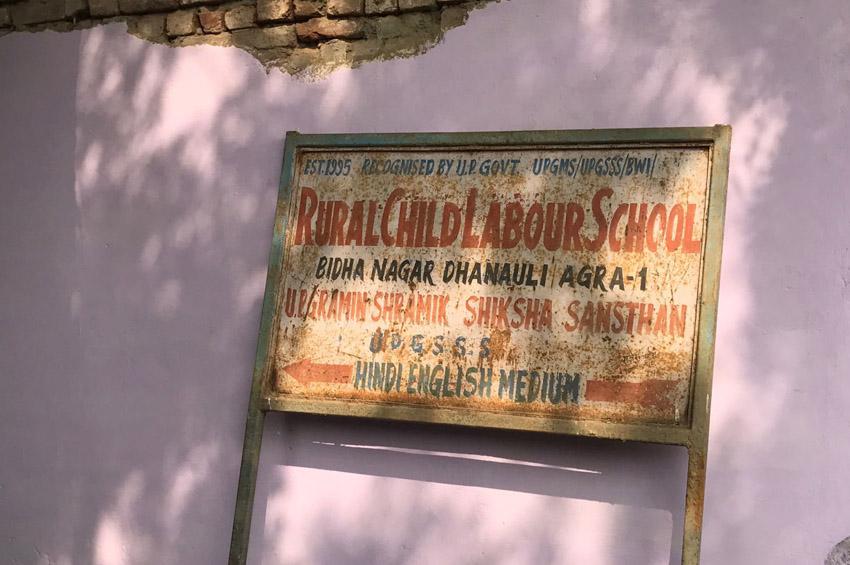 EST.1995 RECOGNISED BY U.P. GOVT. UPGMS/UPGSSS/BWI/
RURAL CHILD LABOUR SCHOOL
BIDHA NAGAR DHANAULI AGRA-1
U.P. GRAMIN SHRAMIK SHIKSHA SANSTHAN
U.P.G.S.S.S
HINDI ENGLISH MEDIUM